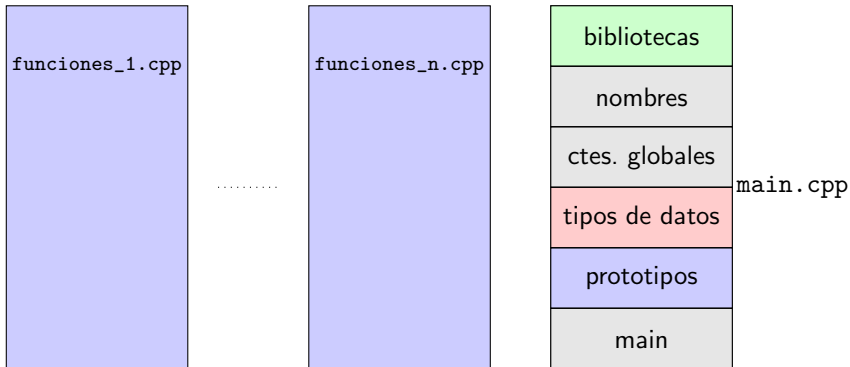 funciones_1.cpp
..........
funciones_n.cpp
bibliotecas
nombres
ctes. globales
tipos de datos
prototipos
main
main.cpp